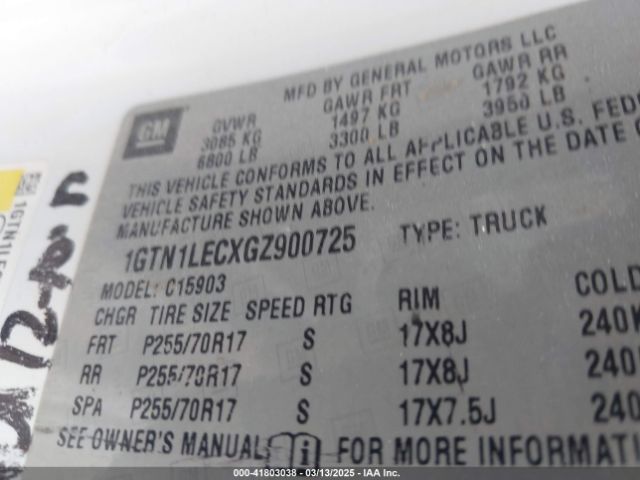 MFD BY GENERAL MOTORS LLC
GM
GVWR GAWR FRT GAWR RR
3085 KG 1497 KG 1792 KG
6800 LB 3300 LB 3950 LB
THIS VEHICLE CONFORMS TO ALL APPLICABLE U.S. FEDE
VEHICLE SAFETY STANDARDS IN EFFECT ON THE DATE O
MANUFACTURE SHOWN ABOVE.
1GTN1LECXGZ900725 TYPE: TRUCK
MODEL: C15903
CHGR TIRE SIZE SPEED RTG RIM COLD
FRT P255/70R17 S 17X8J 240K
RR P255/70R17 S 17X8J 240
SPA P255/70R17 S 17X7.5J 240
SEE OWNER'S MANUAL i FOR MORE INFORMATI
1GTN1LEC
000-41803038 - 03/13/2025 - IAA Inc.